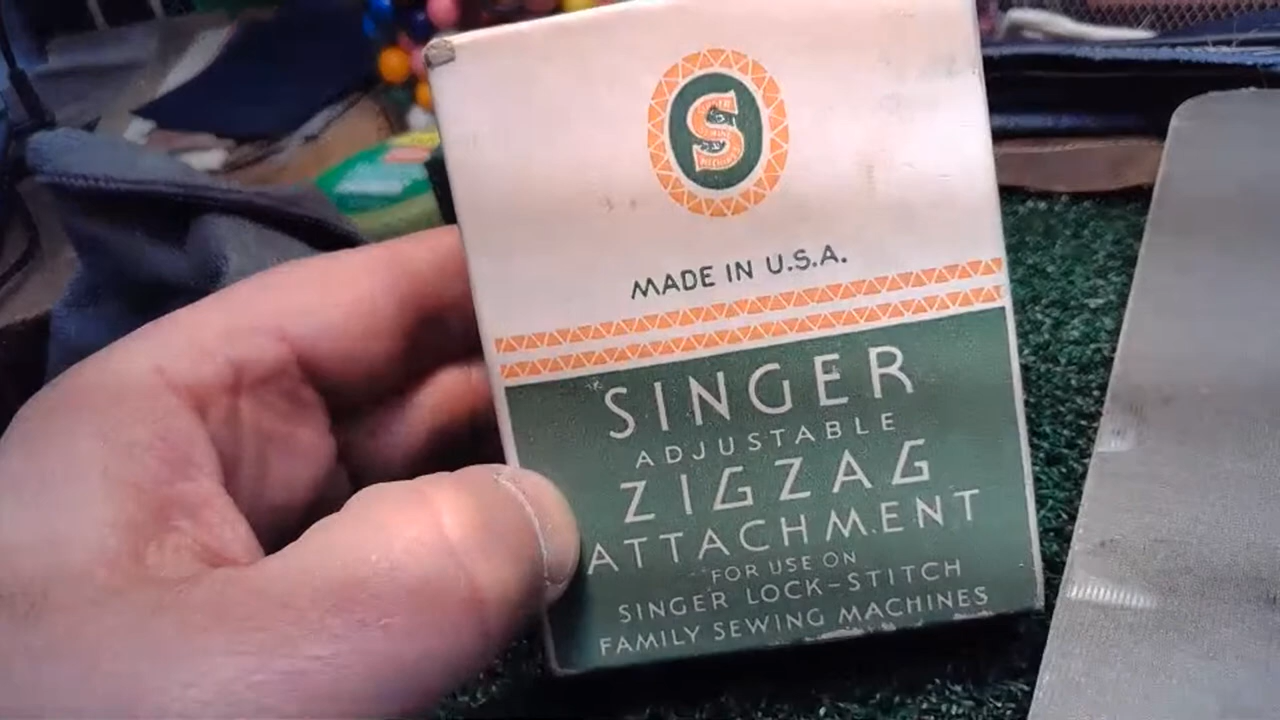 S
MADE IN U.S.A.
SINGER
ADJUSTABLE
ZIGZAG
ATTACHMENT
FOR USE ON
SINGER LOCK-STITCH
FAMILY SEWING MACHINES